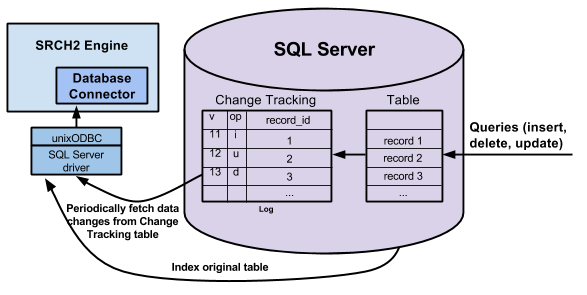 SRCH2 Engine
Database
Connector
unixODBC
SQL Server
driver
SQL Server
Change Tracking
v op record_id
11 i 1
12 u 2
13 d 3
...
Log
Table
record 1
record 2
record 3
...
Queries (insert,
delete, update)
Periodically fetch data
changes from Change
Tracking table
Index original table